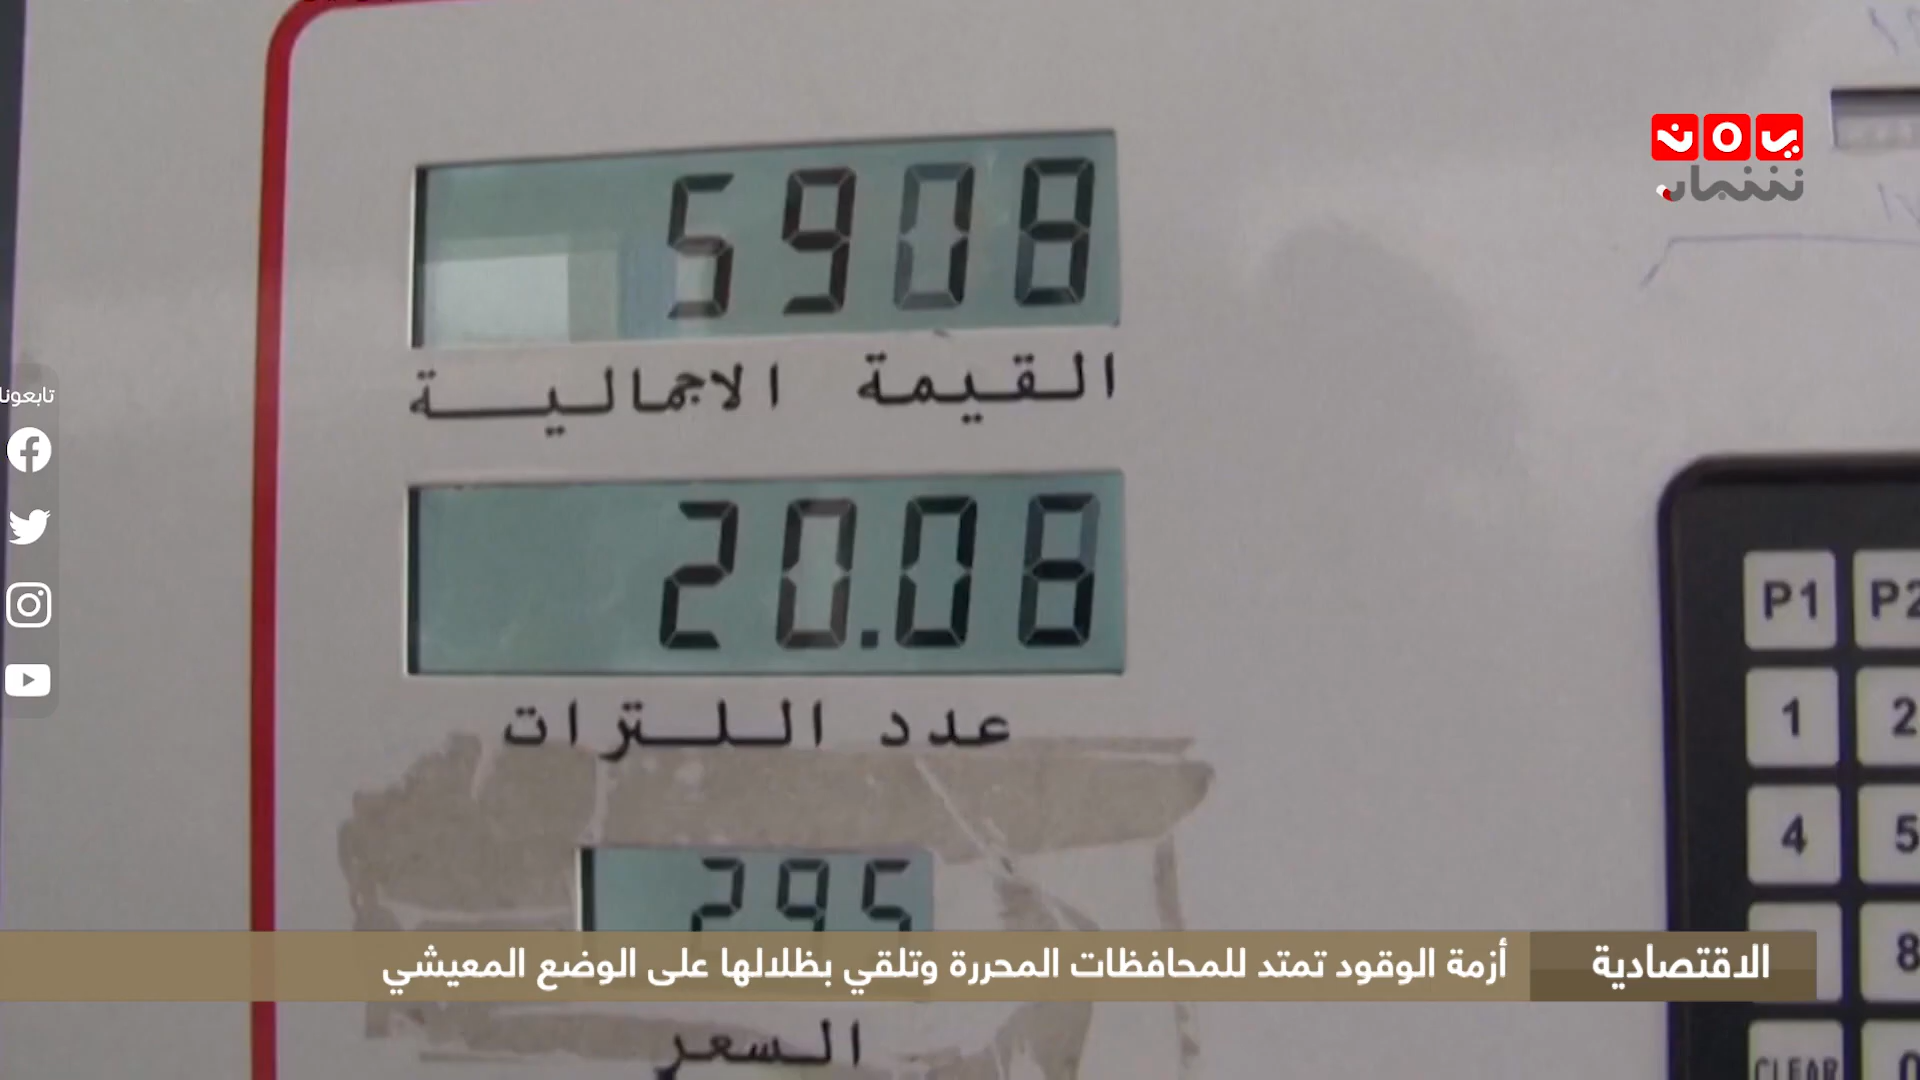 5908
القيمة الاجمالية
يمن
شباب
تابعونا
20.08
عدد اللترات
P1 P2
1 2
4 5
8
295
الاقتصادية
أزمة الوقود تمتد للمحافظات المحررة وتلقي بظلالها على الوضع المعيشي
السعر
CLEAR 0